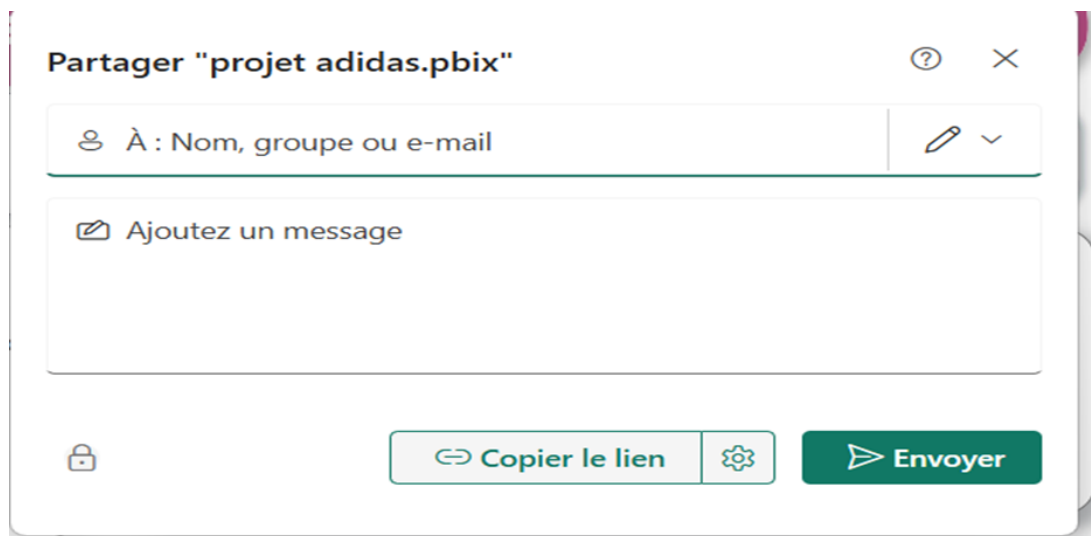 Partager "projet adidas.pbix"
À : Nom, groupe ou e-mail
Ajoutez un message
Copier le lien
Envoyer